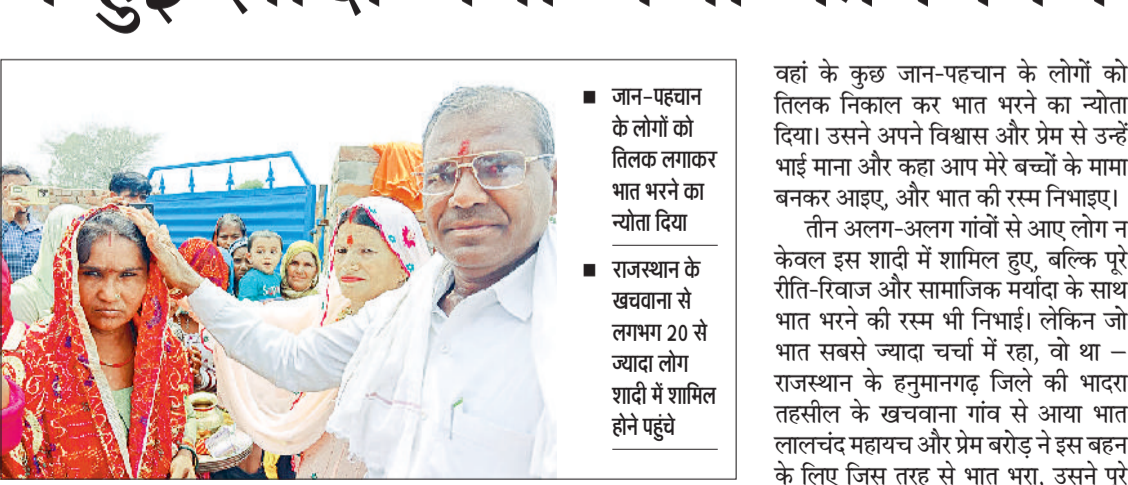 जान-पहचान
के लोगों को
तिलक लगाकर
भात भरने का
न्योता दिया
राजस्थान के
खचवाना से
लगभग 20 से
ज्यादा लोग
शादी में शामिल
होने पहुंचे
वहां के कुछ जान-पहचान के लोगों को
तिलक निकाल कर भात भरने का न्योता
दिया। उसने अपने विश्वास और प्रेम से उन्हें
भाई माना और कहा आप मेरे बच्चों के मामा
बनकर आइए, और भात की रस्म निभाइए।
तीन अलग-अलग गांवों से आए लोग न
केवल इस शादी में शामिल हुए, बल्कि पूरे
रीति-रिवाज और सामाजिक मर्यादा के साथ
भात भरने की रस्म भी निभाई। लेकिन जो
भात सबसे ज्यादा चर्चा में रहा, वो था –
राजस्थान के हनुमानगढ़ जिले की भादरा
तहसील के खचवाना गांव से आया भात
लालचंद महायच और प्रेम बरोड़ ने इस बहन
के लिए जिस तरह से भात भरा, उसने पूरे